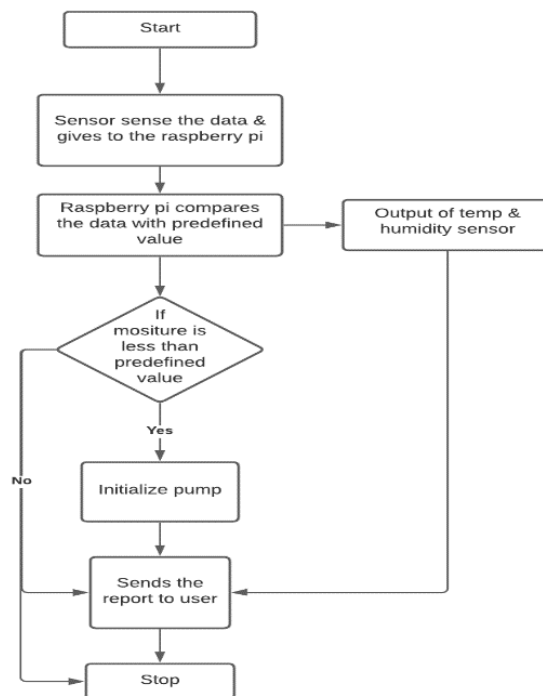 Start
Sensor sense the data &
gives to the raspberry pi
Raspberry pi compares
the data with predefined
value
Output of temp &
humidity sensor
If
mositure is
less than
predefined
value
Yes
No
Initialize pump
Sends the
report to user
Stop